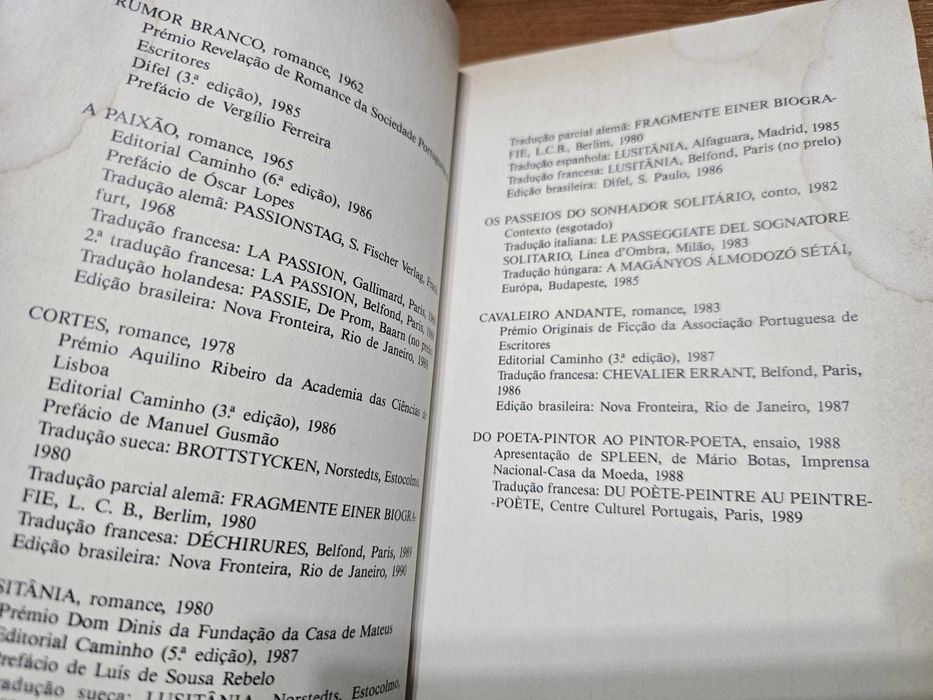 RUMOR BRANCO, romance, 1962
Prémio Revelação de Romance da Sociedade
Escritores
Difel (3.ª edição), 1985
Prefácio de Vergílio Ferreira
A PAIXÃO, romance, 1965
Editorial Caminho (6.ª edição), 1986
Prefácio de Óscar Lopes
Tradução alemã: PASSIONSTAG, S. Fischer Verlag,
furt, 1968
Tradução francesa: LA PASSION, Gallimard, Paris,
2.ª tradução francesa: LA PASSION, Belfond, Paris,
Tradução holandesa: PASSIE, De Prom, Baarn (no prelo)
Edição brasileira: Nova Fronteira, Rio de Janeiro,
CORTES, romance, 1978
Prémio Aquilino Ribeiro da Academia das Ciências de
Lisboa
Editorial Caminho (3.ª edição), 1986
Prefácio de Manuel Gusmão
Tradução sueca: BROTTSTYCKEN, Norstedts, Estocolmo,
1980
Tradução parcial alemã: FRAGMENTE EINER BIOGRA-
FIE, L. C. B., Berlim, 1980
Tradução francesa: DÉCHIRURES, Belfond, Paris, 1989
Edição brasileira: Nova Fronteira, Rio de Janeiro, 1990
SITÂNIA, romance, 1980
Prémio Dom Dinis da Fundação da Casa de Mateus
Editorial Caminho (5.ª edição), 1987
Prefácio de Luís de Sousa Rebelo
Tradução sueca: LUSITÂNIA, Norstedts, Estocolmo,
Tradução parcial alemã: FRAGMENTE EINER BIOGRA-
FIE, L.C.B., Berlim, 1980
Tradução espanhola: LUSITÂNIA, Alfaguara, Madrid, 1985
Tradução francesa: LUSITÂNIA, Belfond, Paris (no prelo)
Edição brasileira: Difel, S. Paulo, 1986
OS PASSEIOS DO SONHADOR SOLITÁRIO, conto, 1982
Contexto (esgotado)
Tradução italiana: LE PASSEGGIATE DEL SOGNATORE
SOLITARIO, Linea d'Ombra, Milão, 1983
Tradução húngara: A MAGÁNYOS ÁLMODOZÓ SÉTÁI,
Európa, Budapeste, 1985
CAVALEIRO ANDANTE, romance, 1983
Prémio Originais de Ficção da Associação Portuguesa de
Escritores
Editorial Caminho (3.ª edição), 1987
Tradução francesa: CHEVALIER ERRANT, Belfond, Paris,
1986
Edição brasileira: Nova Fronteira, Rio de Janeiro, 1987
DO POETA-PINTOR AO PINTOR-POETA, ensaio, 1988
Apresentação de SPLEEN, de Mário Botas, Imprensa
Nacional-Casa da Moeda, 1988
Tradução francesa: DU POÈTE-PEINTRE AU PEINTRE-
-POÈTE, Centre Culturel Portugais, Paris, 1989